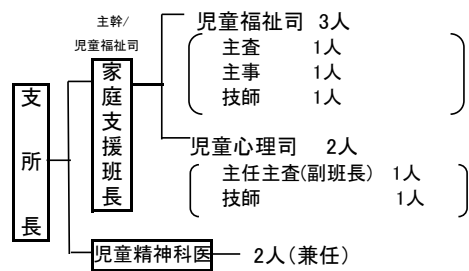 主幹/
児童福祉司
家庭支援班長
支所長
児童福祉司 3人
主査 1人
主事 1人
技師 1人
児童心理司 2人
主任主査(副班長) 1人
技師 1人
児童精神科医 2人(兼任)